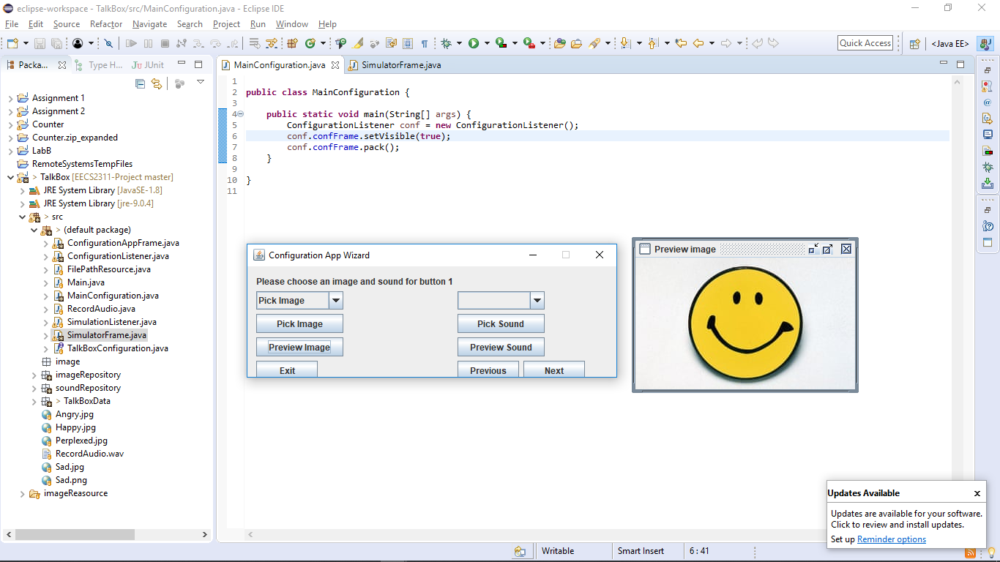 eclipse-workspace - TalkBox/src/MainConfiguration.java - Eclipse IDE
File Edit Source Refactor Navigate Search Project Run Window Help
Quick Access
<Java EE>
Packa...
Type H...
JUnit
MainConfiguration.java
SimulatorFrame.java
Assignment 1
Assignment 2
Counter
Counter.zip_expanded
LabB
RemoteSystemsTempFiles
> TalkBox [EECS2311-Project master]
JRE System Library [JavaSE-1.8]
JRE System Library [jre-9.0.4]
> src
> (default package)
ConfigurationAppFrame.java
ConfigurationListener.java
FilePathResource.java
Main.java
MainConfiguration.java
RecordAudio.java
SimulationListener.java
SimulatorFrame.java
TalkBoxConfiguration.java
image
imageRepository
soundRepository
> TalkBoxData
Angry.jpg
Happy.jpg
Perplexed.jpg
RecordAudio.wav
Sad.jpg
Sad.png
imageReasource
1
2 public class MainConfiguration {
3
4 public static void main(String[] args) {
5 ConfigurationListener conf = new ConfigurationListener();
6 conf.confFrame.setVisible(true);
7 conf.confFrame.pack();
8 }
9
10 }
11
Configuration App Wizard
Please choose an image and sound for button 1
Pick Image
Pick Image Pick Sound
Preview Image Preview Sound
Exit Previous Next
Preview image
Updates Available x
Updates are available for your software.
Click to review and install updates.
Set up Reminder options
Writable Smart Insert 6 : 41